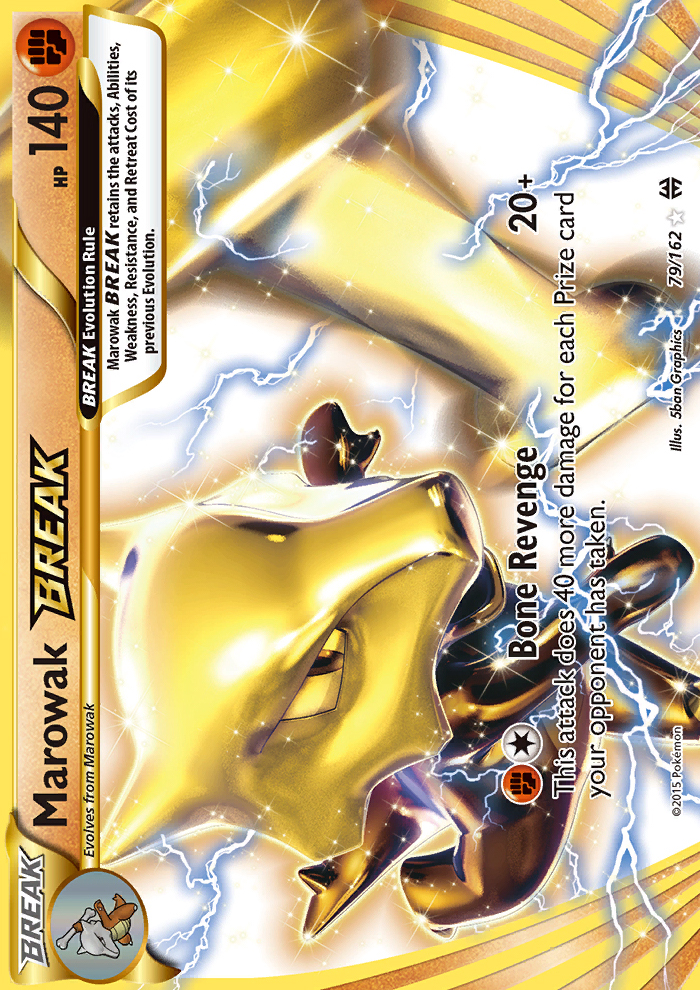 BREAK
Marowak BREAK
HP 140
Evolves from Marowak
BREAK Evolution Rule
Marowak BREAK retains the attacks, Abilities,
Weakness, Resistance, and Retreat Cost of its
previous Evolution.
Bone Revenge 20+
This attack does 40 more damage for each Prize card
your opponent has taken.
©2015 Pokémon
Illus. 5ban Graphics 79/162